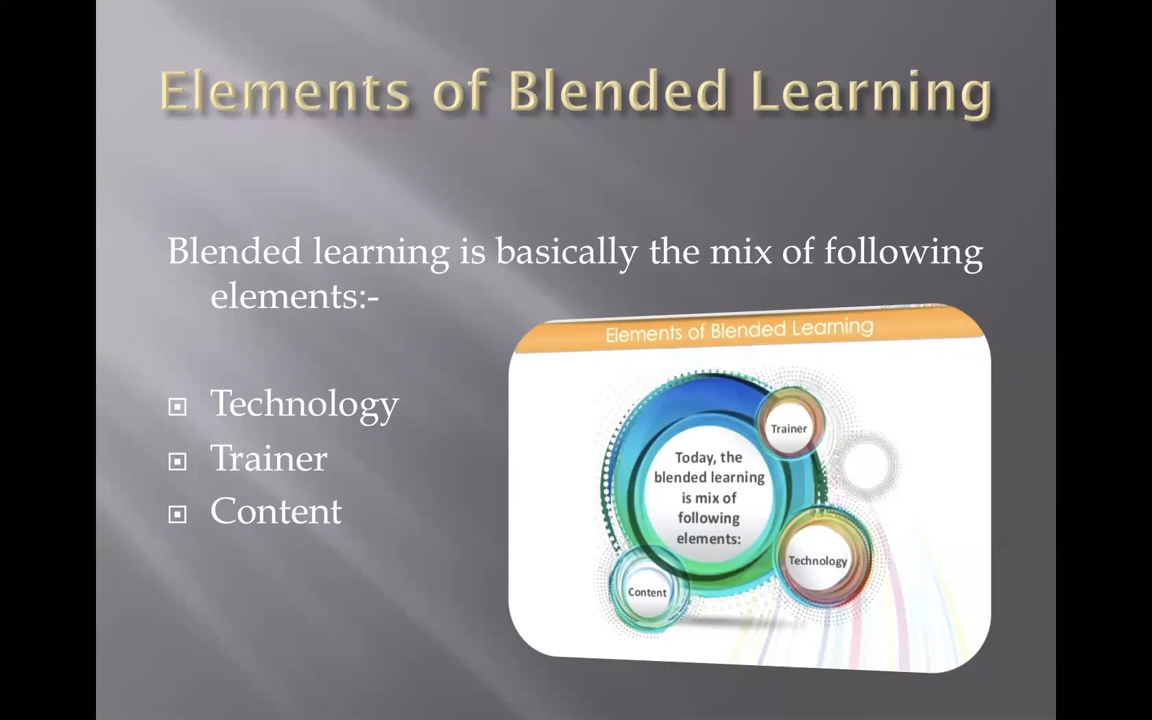 Elements of Blended Learning
Blended learning is basically the mix of following
elements:-
Technology
Trainer
Content
Elements of Blended Learning
Trainer
Today, the
blended learning
is mix of
following
elements:
Technology
Content